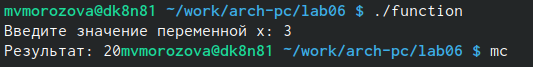 mvmorozova@dk8n81 ~/work/arch-pc/lab06 $ ./function
Введите значение переменной x: 3
Результат: 20mvmorozova@dk8n81 ~/work/arch-pc/lab06 $ mc